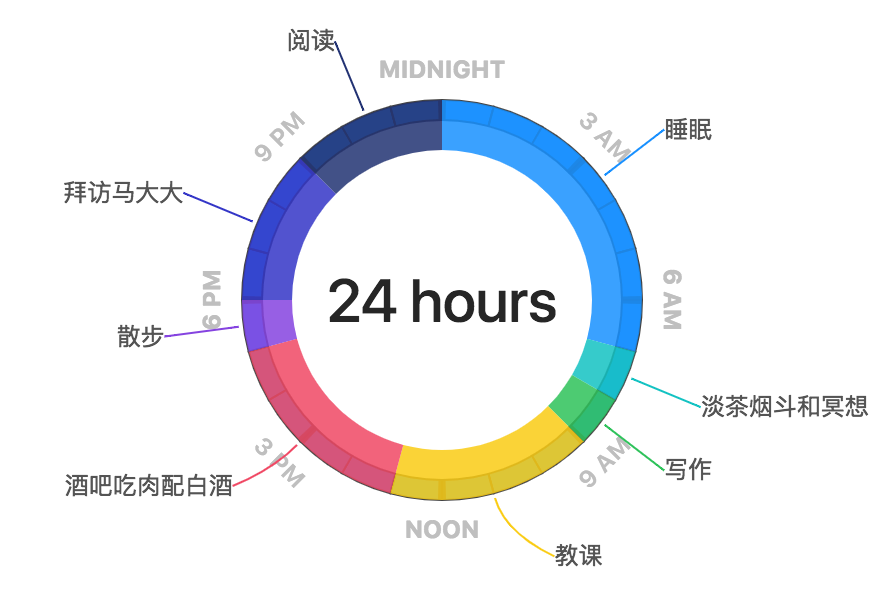 阅读
MIDNIGHT
9 PM
3 AM
睡眠
拜访马大大
6 PM
24 hours
6 AM
散步
淡茶烟斗和冥想
3 PM
9 AM
写作
酒吧吃肉配白酒
NOON
教课